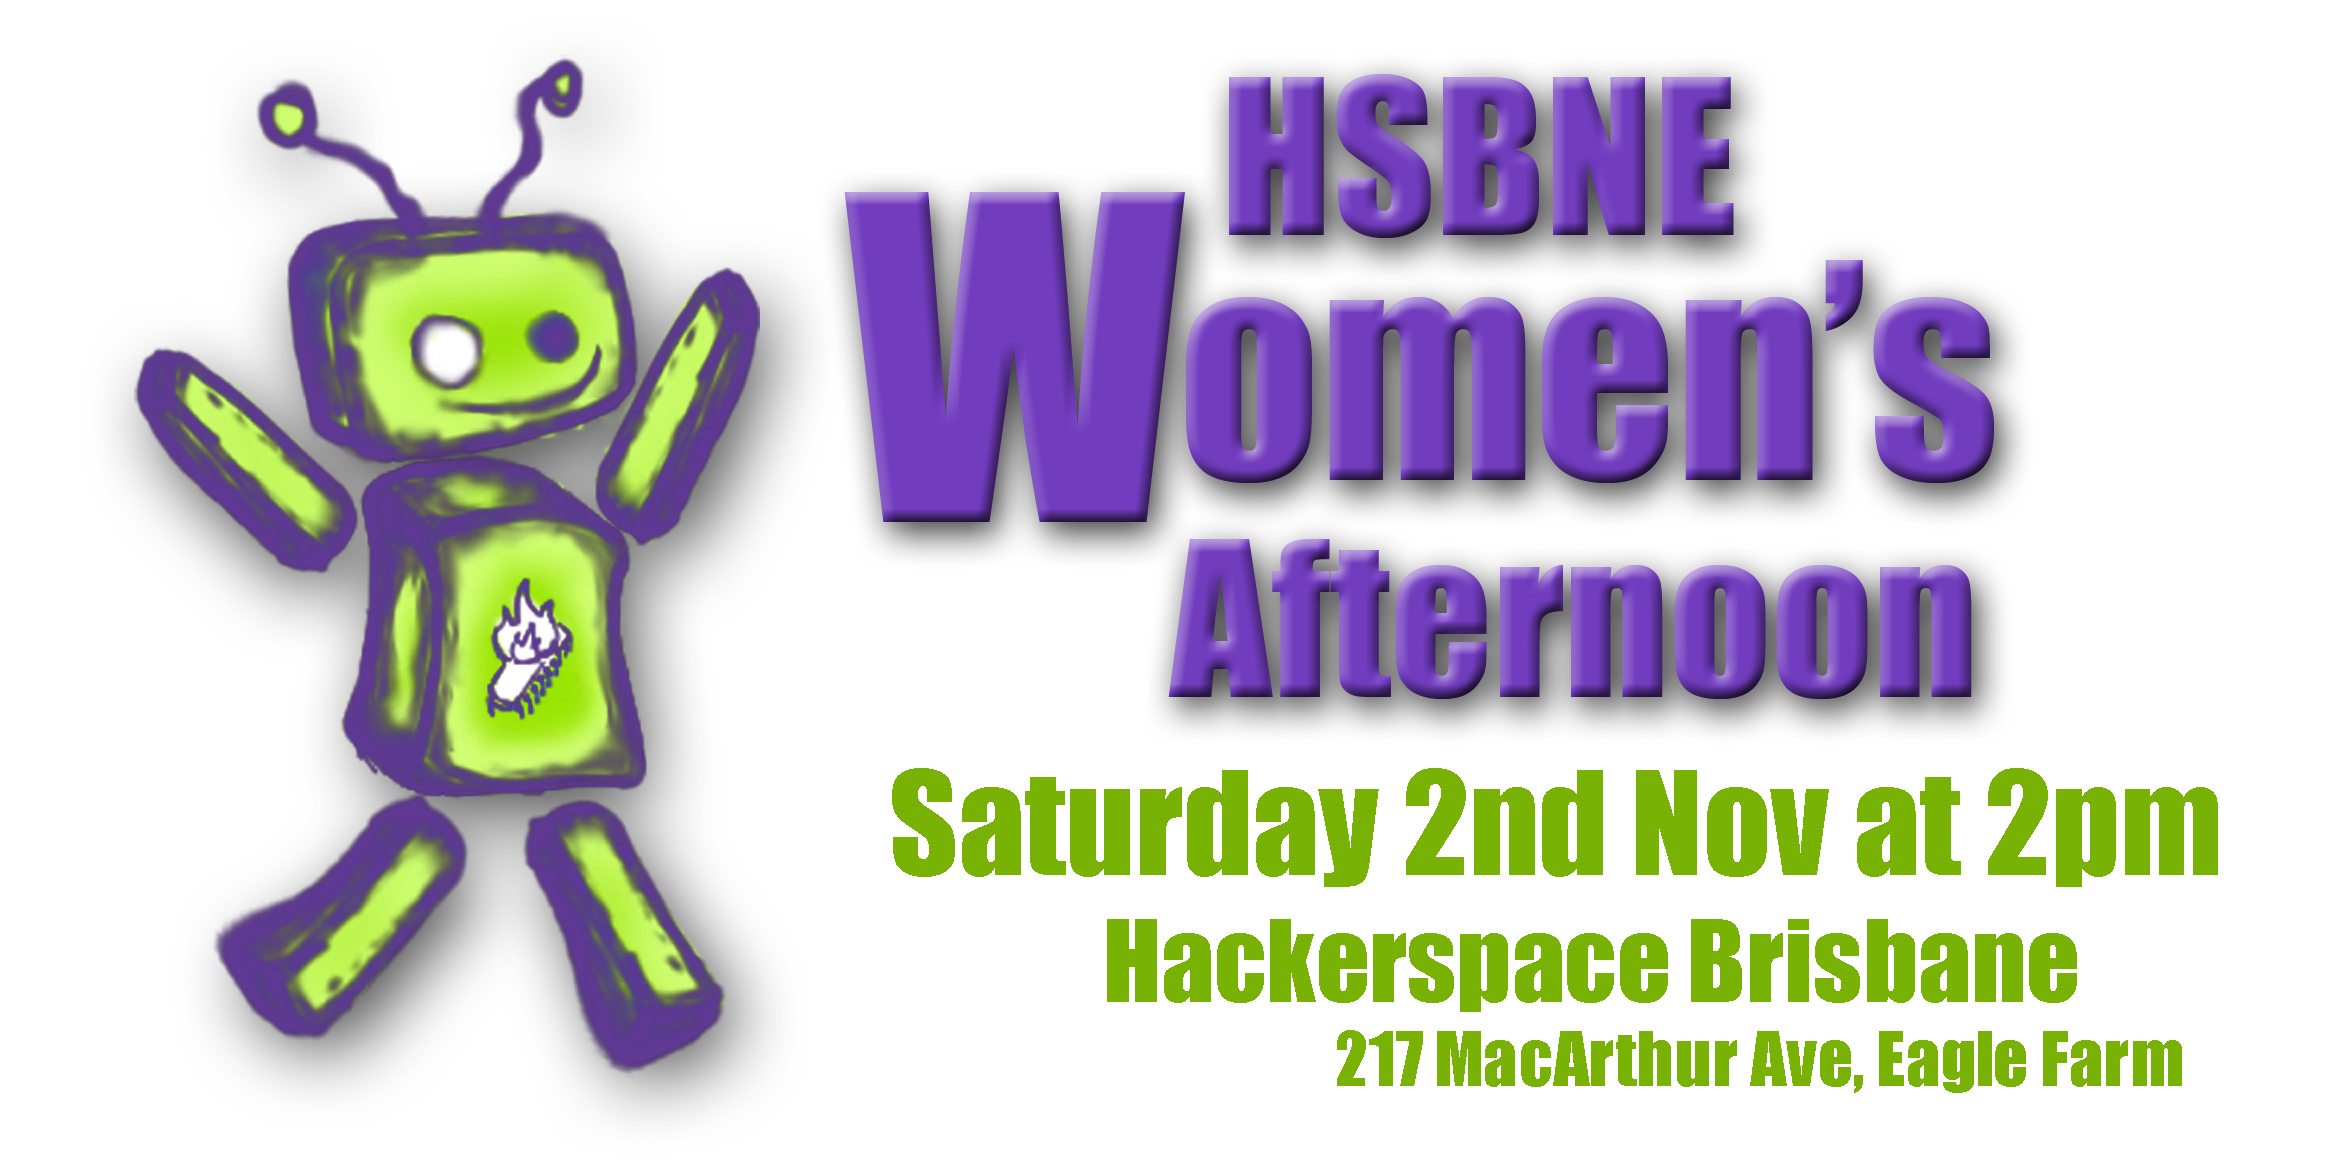 HSBNE
Women's
Afternoon
Saturday 2nd Nov at 2pm
Hackerspace Brisbane
217 MacArthur Ave, Eagle Farm